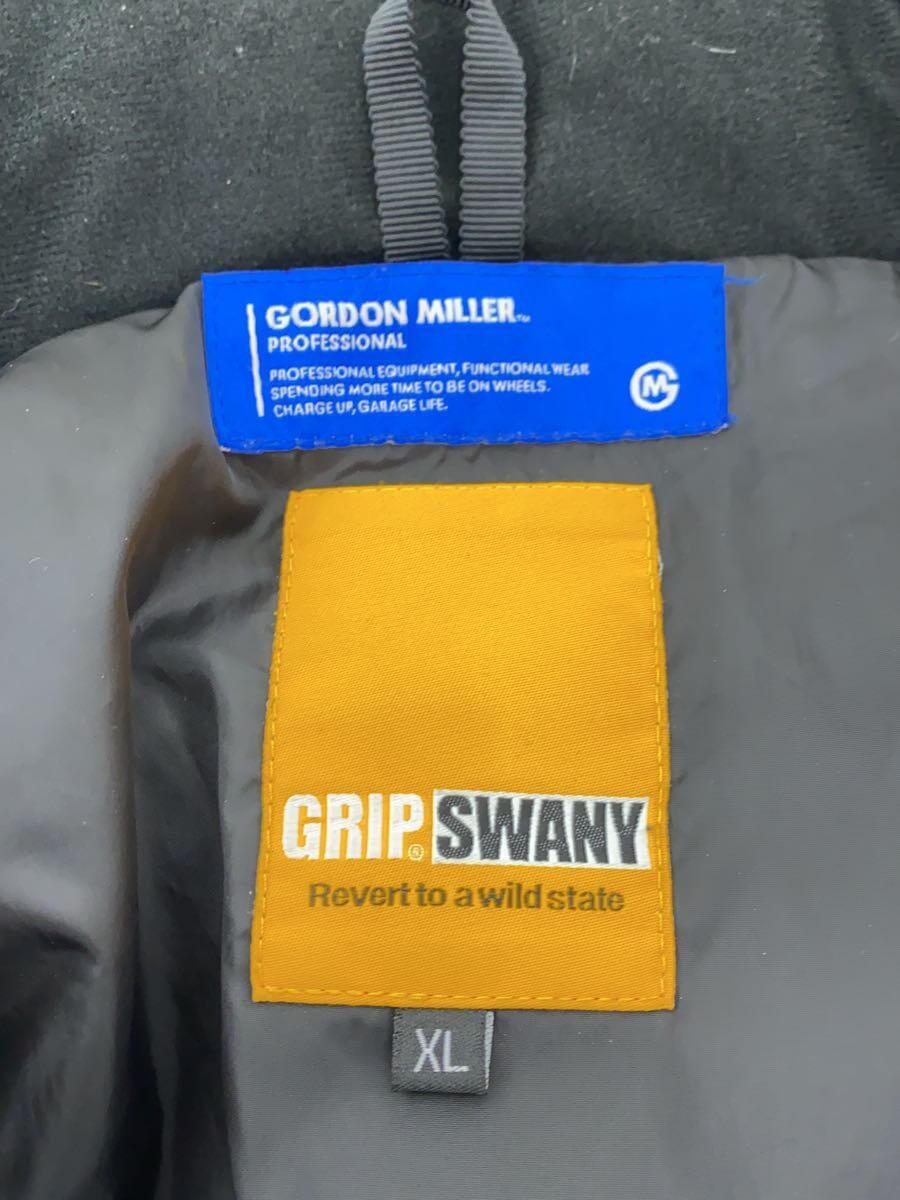 GORDON MILLER™
PROFESSIONAL
PROFESSIONAL EQUIPMENT, FUNCTIONAL WEAR
SPENDING MORE TIME TO BE ON WHEELS.
CHARGE UP, GARAGE LIFE.
GM
GRIP® SWANY
Revert to a wild state
XL